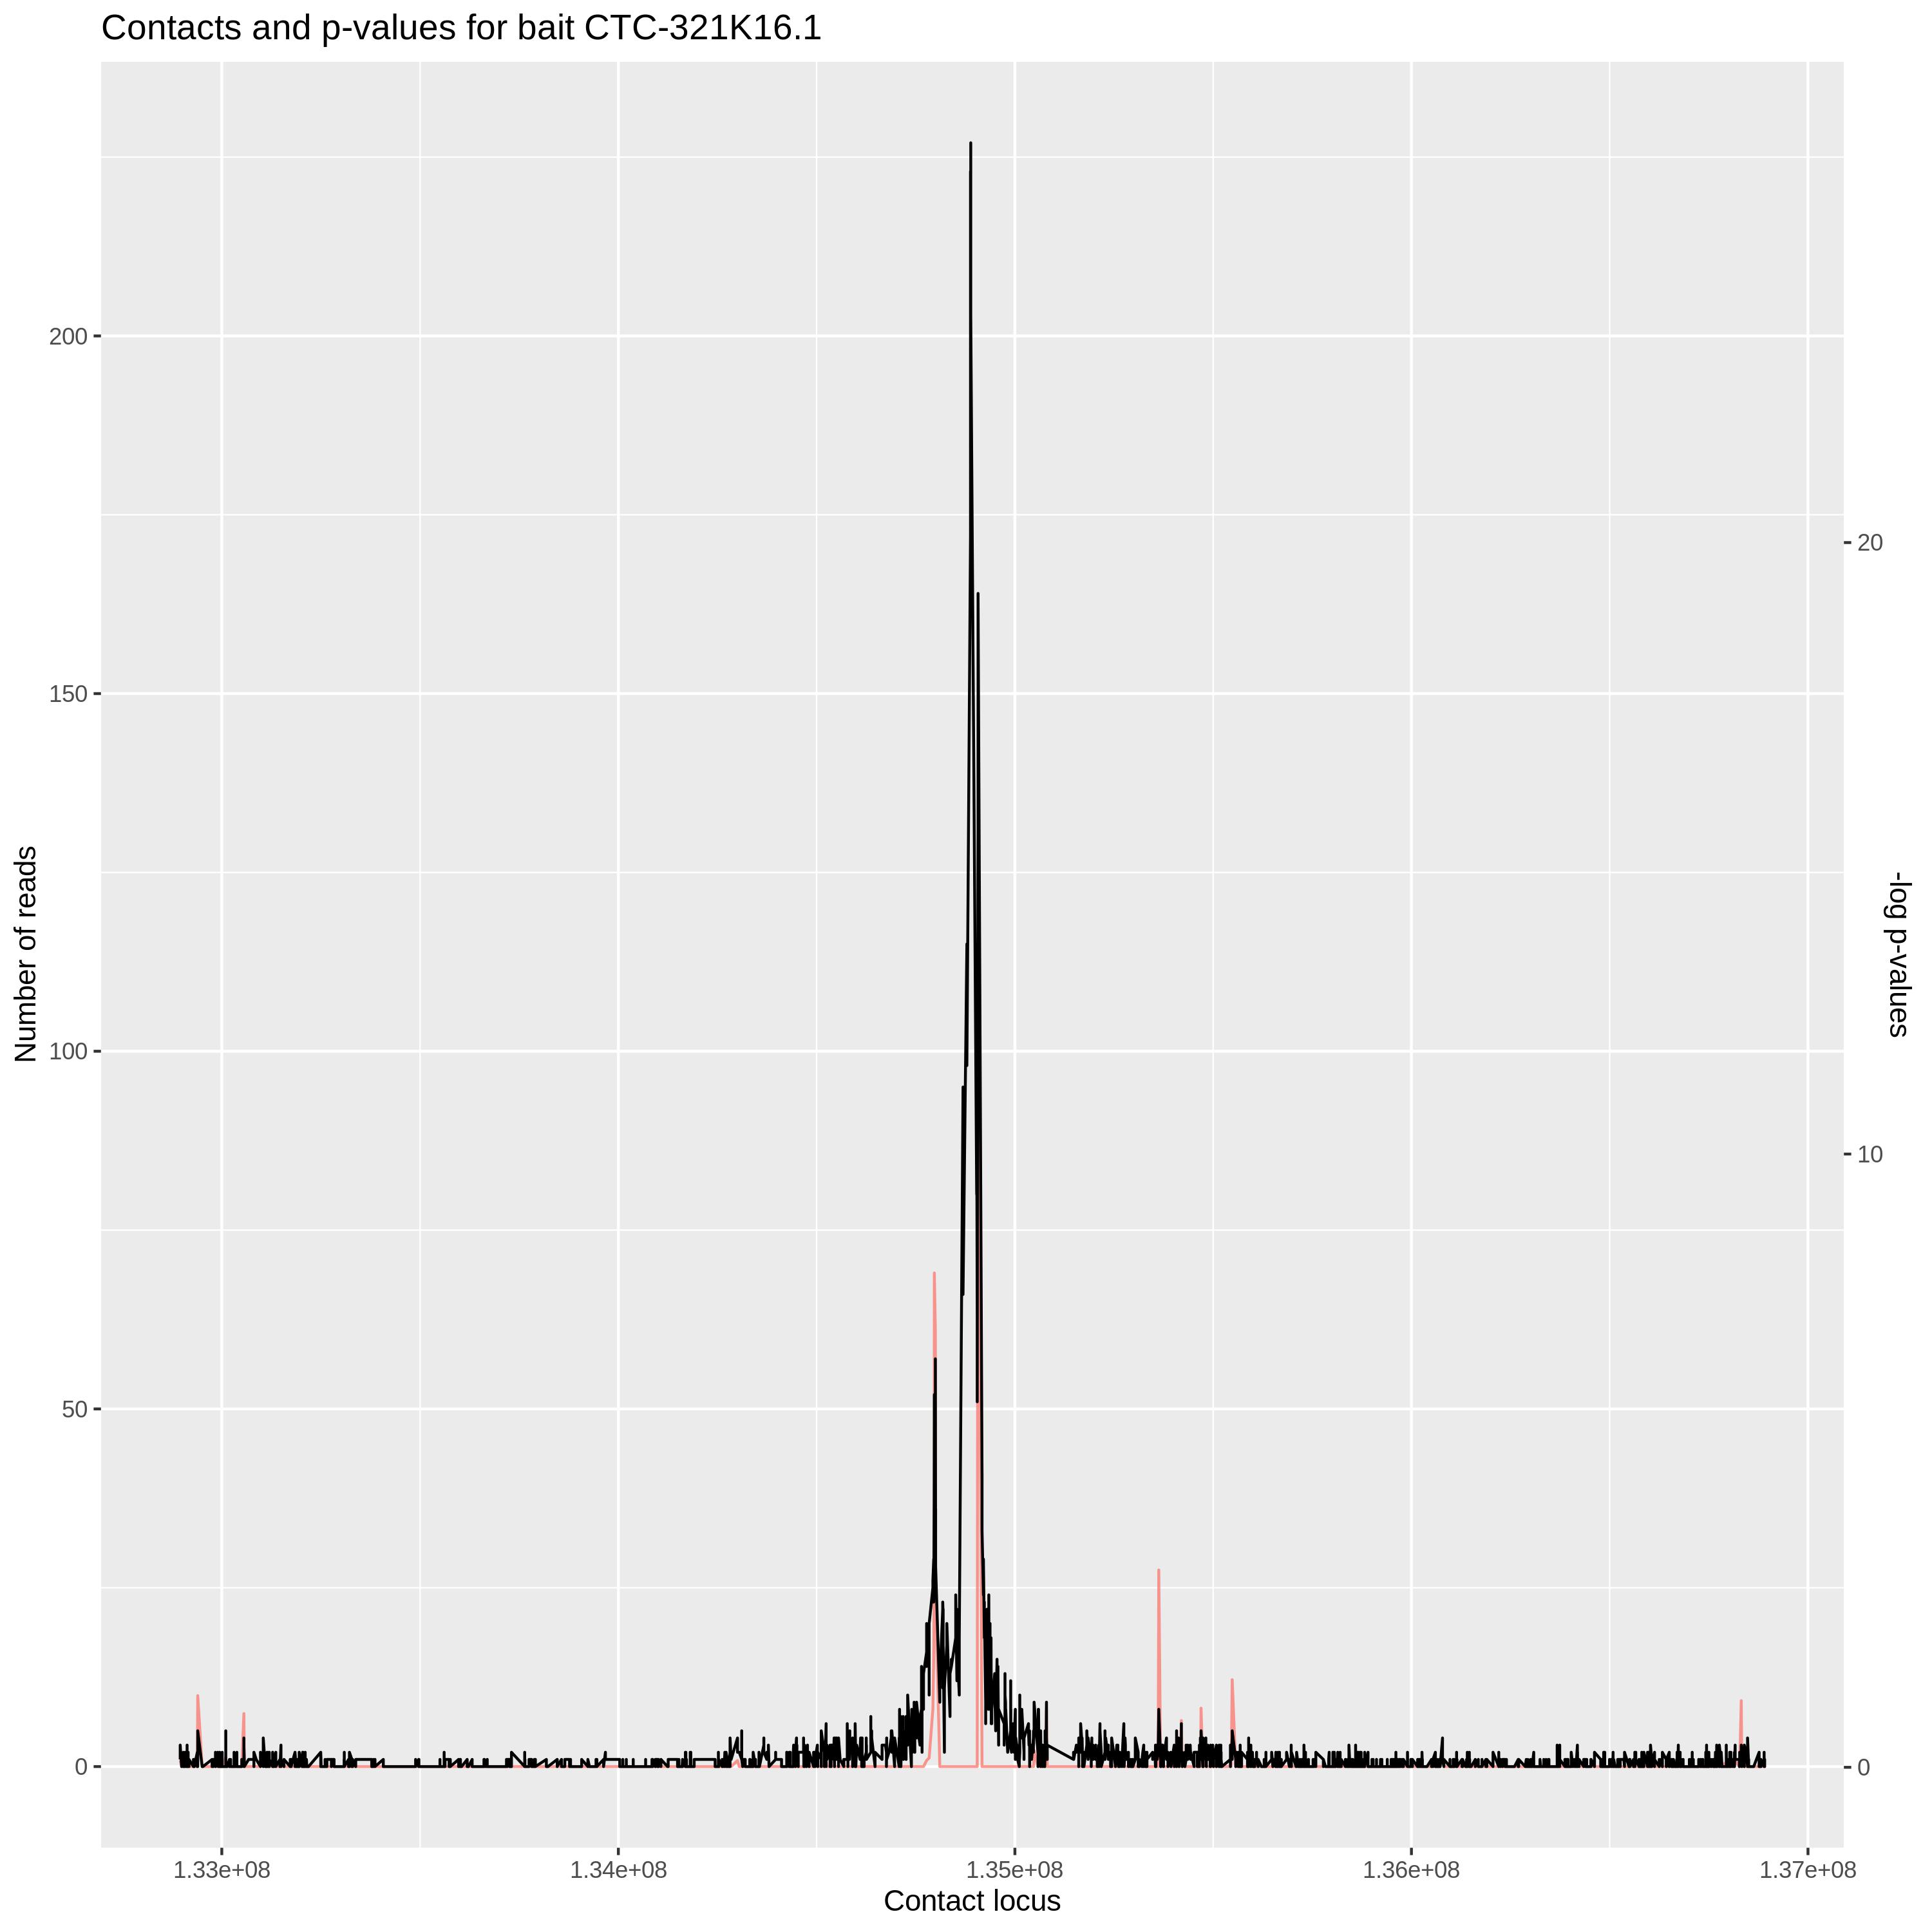 Contacts and p-values for bait CTC-321K16.1
Number of reads
200
150
100
50
0
20
10
0
-log p-values
1.33e+08
1.34e+08
1.35e+08
1.36e+08
1.37e+08
Contact locus